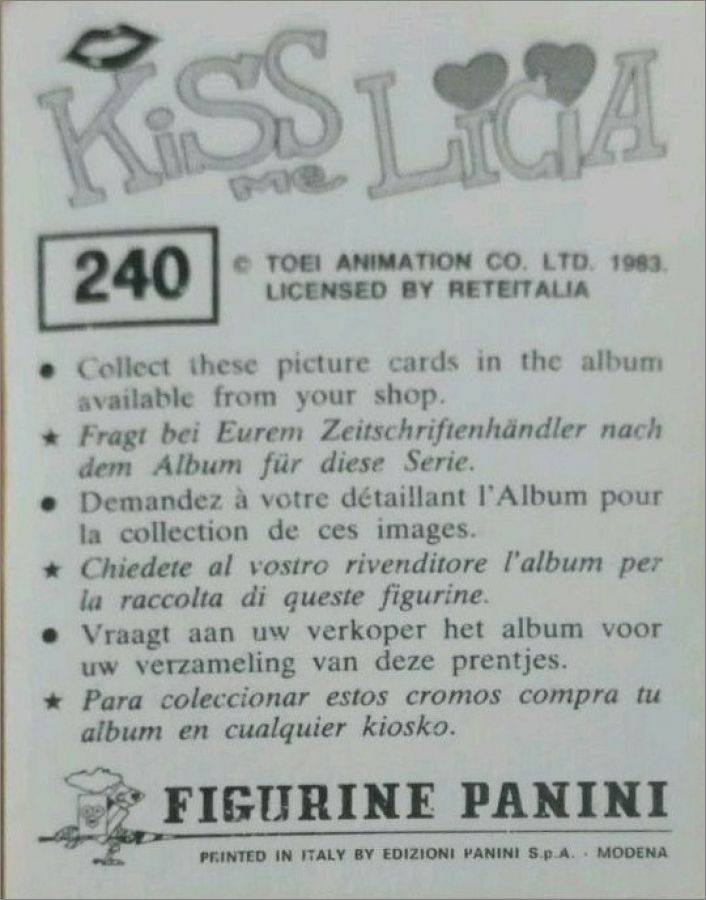 KiSS me LiCiA
240
© TOEI ANIMATION CO. LTD. 1983.
LICENSED BY RETEITALIA
● Collect these picture cards in the album
available from your shop.
★ Fragt bei Eurem Zeitschriftenhändler nach
dem Album für diese Serie.
● Demandez à votre détaillant l'Album pour
la collection de ces images.
★ Chiedete al vostro rivenditore l'album per
la raccolta di queste figurine.
● Vraagt aan uw verkoper het album voor
uw verzameling van deze prentjes.
★ Para coleccionar estos cromos compra tu
album en cualquier kiosko.
FIGURINE PANINI
PRINTED IN ITALY BY EDIZIONI PANINI S.p.A. - MODENA